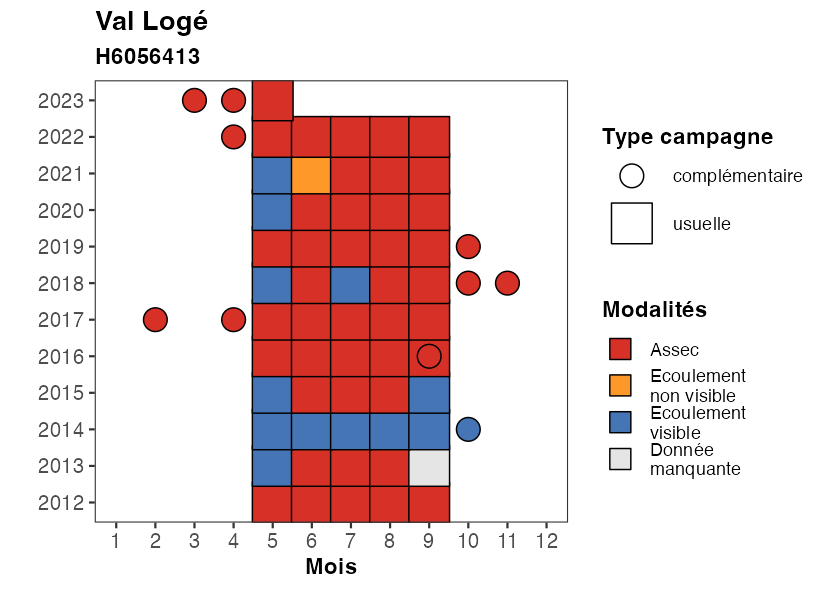 Val Logé
H6056413
2023
2022
2021
2020
2019
2018
2017
2016
2015
2014
2013
2012
1 2 3 4 5 6 7 8 9 10 11 12
Mois
Type campagne
complémentaire
usuelle
Modalités
Assec
Ecoulement
non visible
Ecoulement
visible
Donnée
manquante